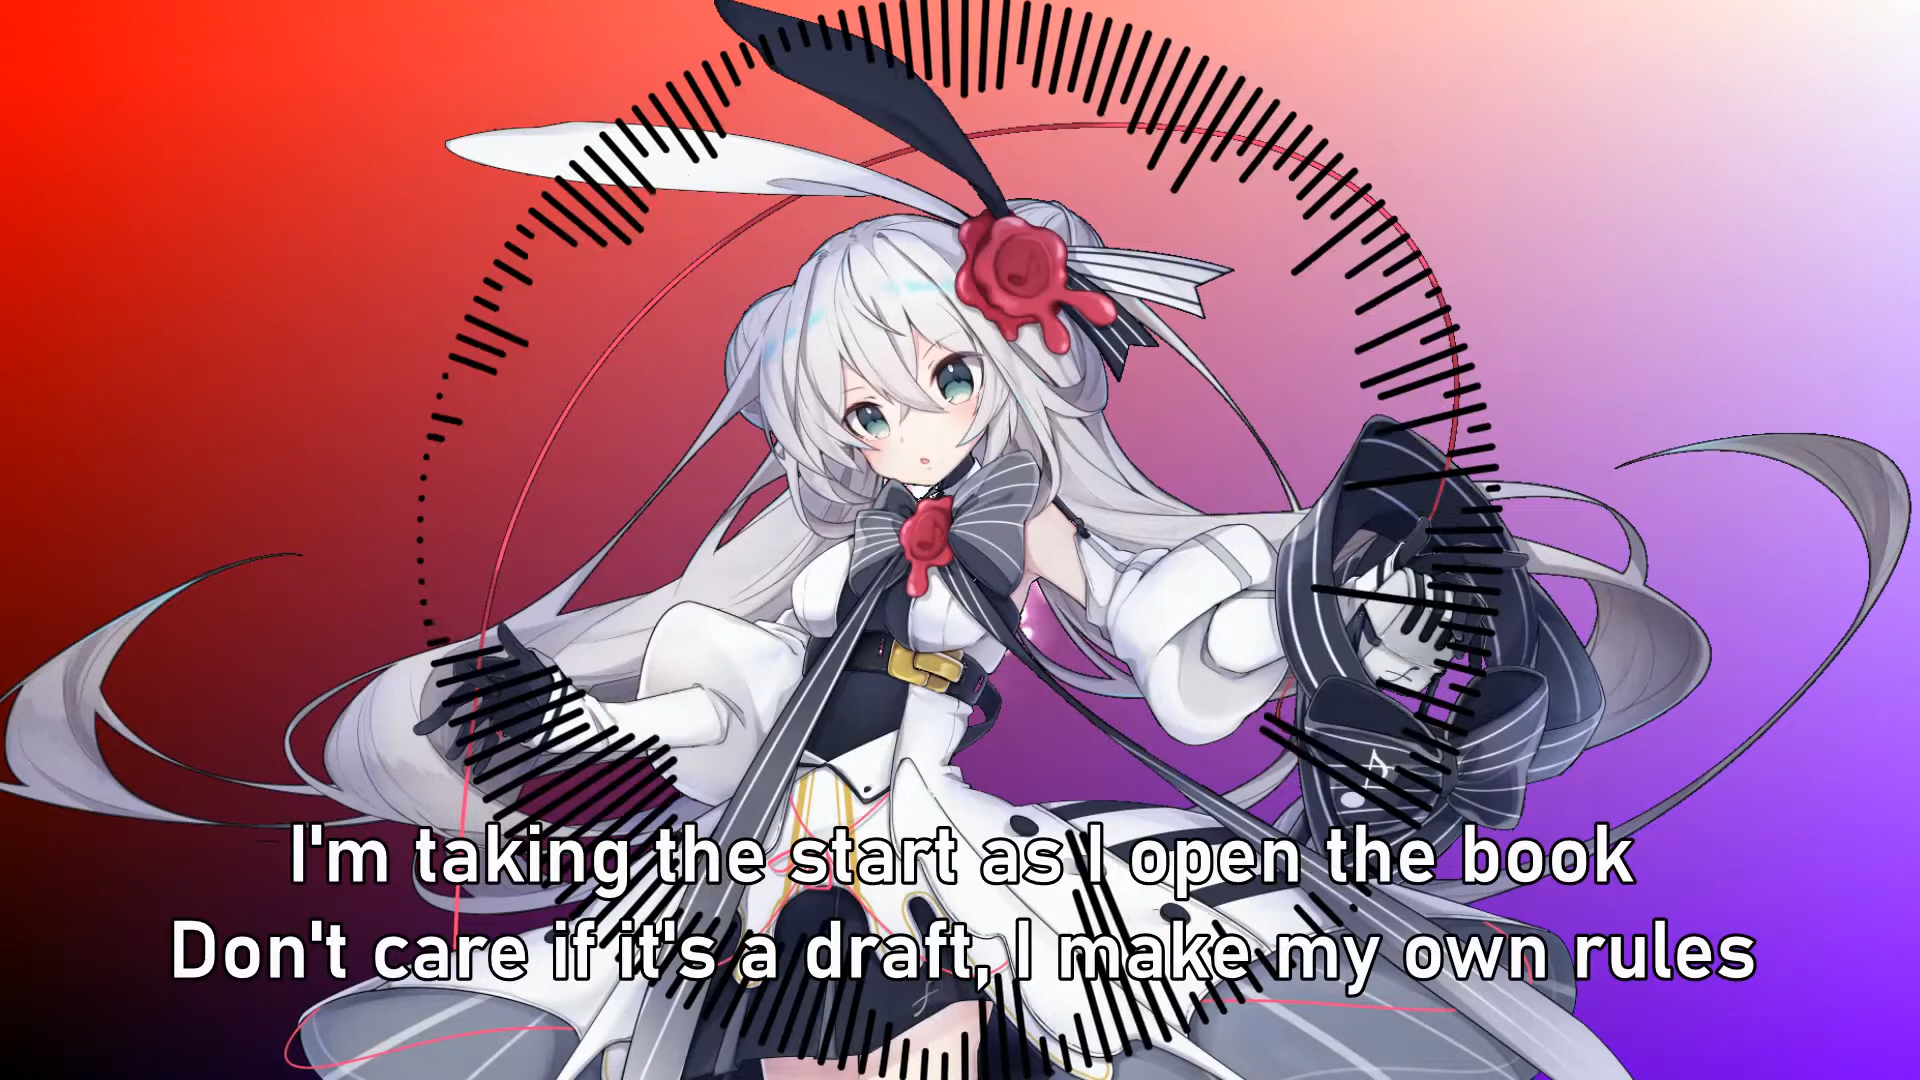 I'm taking the start as I open the book
Don't care if it's a draft, I make my own rules